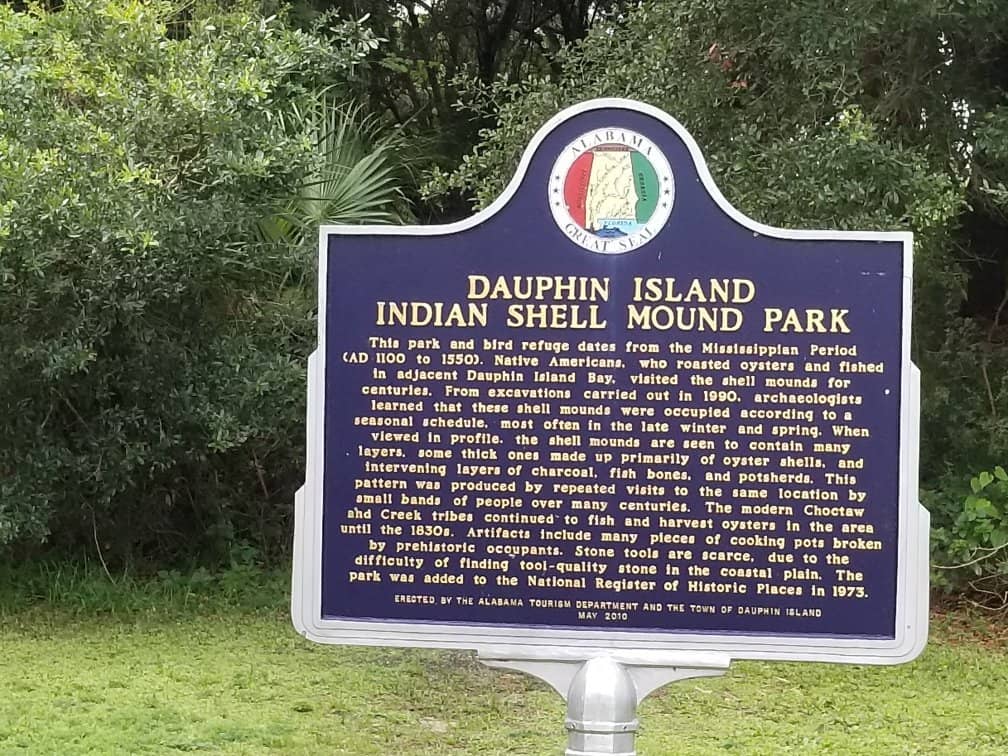 ALABAMA
TENNESSEE
MISSISSIPPI
GEORGIA
FLORIDA
GREAT SEAL
DAUPHIN ISLAND
INDIAN SHELL MOUND PARK
This park and bird refuge dates from the Mississippian Period
(AD 1100 to 1550). Native Americans, who roasted oysters and fished
in adjacent Dauphin Island Bay, visited the shell mounds for
centuries. From excavations carried out in 1990, archaeologists
learned that these shell mounds were occupied according to a
seasonal schedule, most often in the late winter and spring. When
viewed in profile, the shell mounds are seen to contain many
layers, some thick ones made up primarily of oyster shells, and
intervening layers of charcoal, fish bones, and potsherds. This
pattern was produced by repeated visits to the same location by
small bands of people over many centuries. The modern Choctaw
and Creek tribes continued to fish and harvest oysters in the area
until the 1830s. Artifacts include many pieces of cooking pots broken
by prehistoric occupants. Stone tools are scarce, due to the
difficulty of finding tool-quality stone in the coastal plain. The
park was added to the National Register of Historic Places in 1973.
ERECTED BY THE ALABAMA TOURISM DEPARTMENT AND THE TOWN OF DAUPHIN ISLAND
MAY 2010